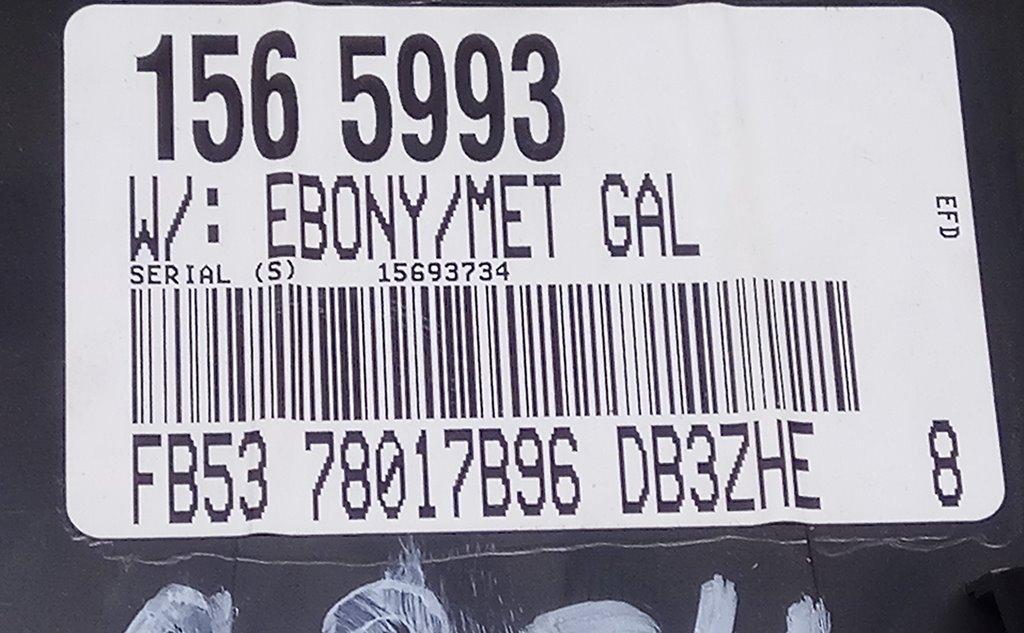 156 5993
W/: EBONY/MET GAL
EFD
SERIAL (S) 15693734
FB53 78017B96 DB3ZHE 8